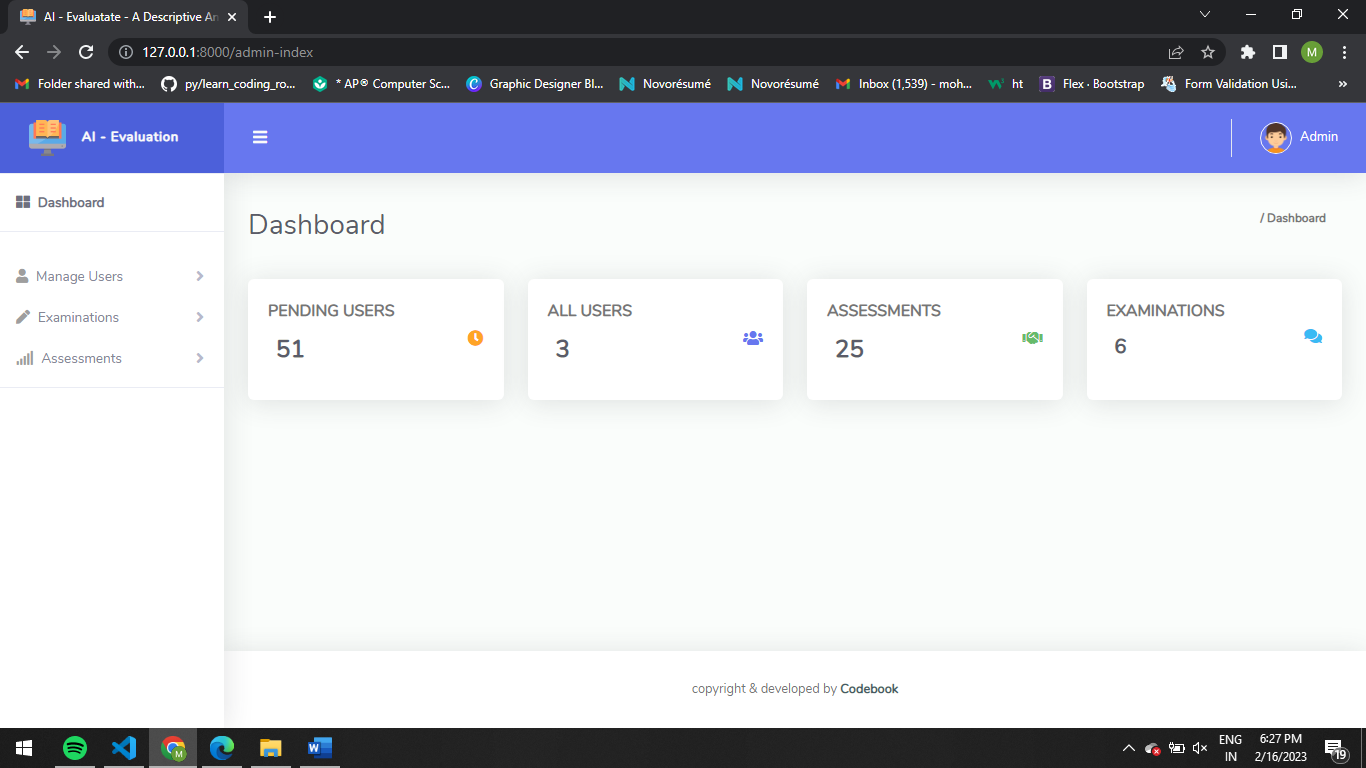 AI - Evaluatate - A Descriptive An
127.0.0.1:8000/admin-index
M
Folder shared with...
py/learn_coding_ro...
* AP® Computer Sc...
Graphic Designer Bl...
Novorésumé
Novorésumé
Inbox (1,539) - moh...
ht
Flex · Bootstrap
Form Validation Usi...
»
AI - Evaluation
Admin
Dashboard
Manage Users
Examinations
Assessments
Dashboard
/ Dashboard
PENDING USERS
51
ALL USERS
3
ASSESSMENTS
25
EXAMINATIONS
6
copyright & developed by Codebook
ENG
IN
6:27 PM
2/16/2023
19